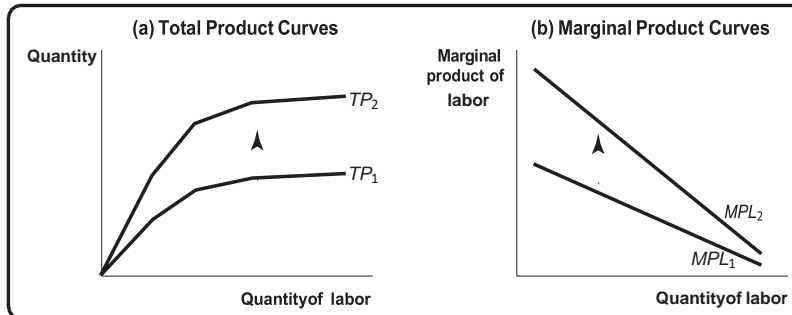 (a) Total Product Curves
Quantity
TP2
TP1
Quantityof labor
(b) Marginal Product Curves
Marginal
product of
labor
MPL2
MPL1
Quantityof labor